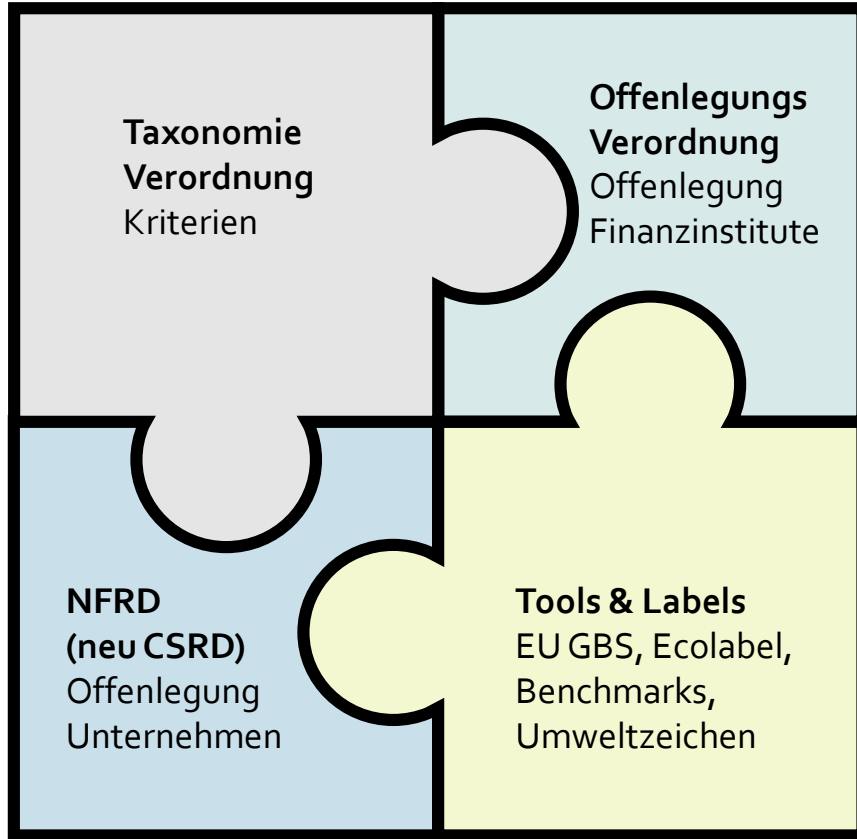 Taxonomie
Verordnung
Kriterien
Offenlegungs
Verordnung
Offenlegung
Finanzinstitute
NFRD
(neu CSRD)
Offenlegung
Unternehmen
Tools & Labels
EU GBS, Ecolabel,
Benchmarks,
Umweltzeichen